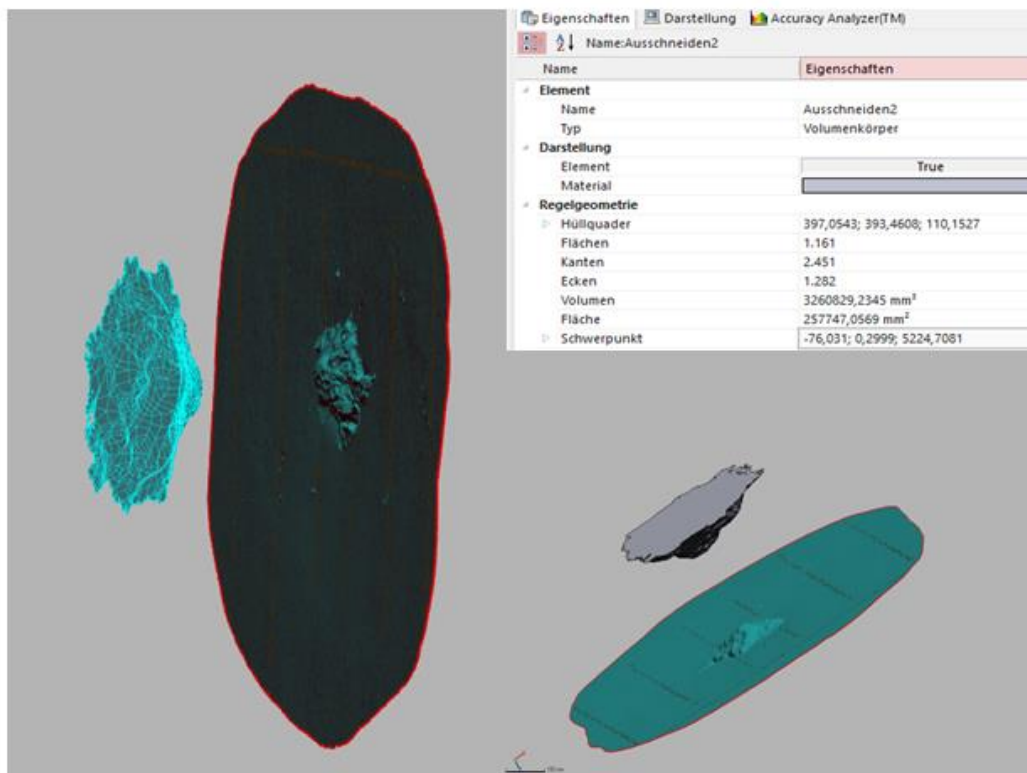 Eigenschaften Darstellung Accuracy Analyzer(TM)
Name:Ausschneiden2
Name Eigenschaften
Element
Name Ausschneiden2
Typ Volumenkörper
Darstellung
Element True
Material
Regelgeometrie
Hüllquader 397,0543; 393,4608; 110,1527
Flächen 1.161
Kanten 2.451
Ecken 1.282
Volumen 3260829,2345 mm³
Fläche 257747,0569 mm²
Schwerpunkt -76,031; 0,2999; 5224,7081